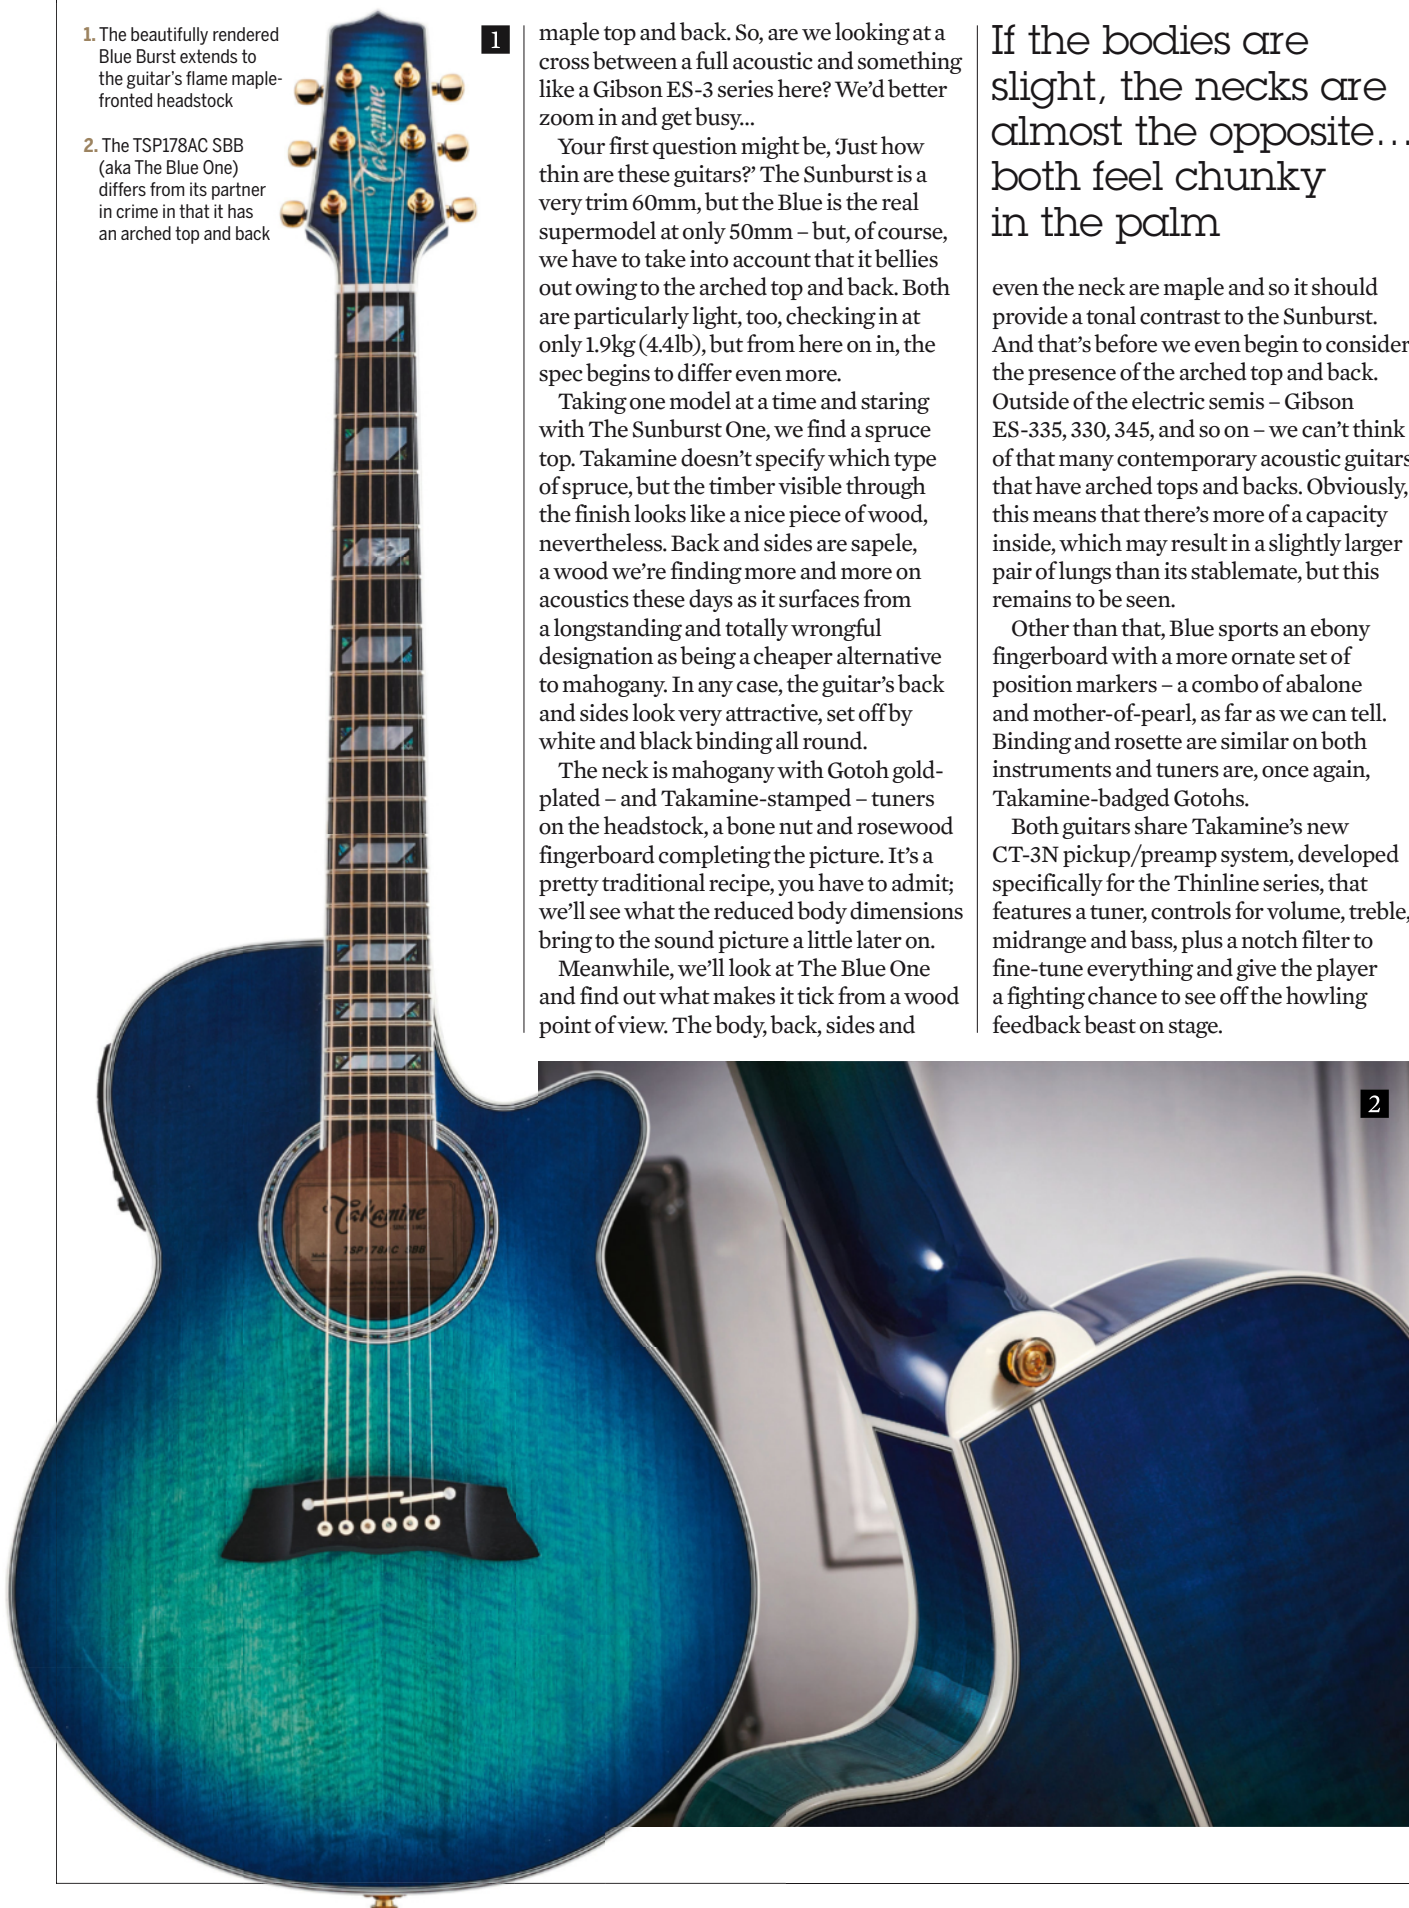 1. The beautifully rendered
Blue Burst extends to
the guitar's flame maple-
fronted headstock
2. The TSP178AC SBB
(aka The Blue One)
differs from its partner
in crime in that it has
an arched top and back
Takamine
1
maple top and back. So, are we looking at a
cross between a full acoustic and something
like a Gibson ES-3 series here? We'd better
zoom in and get busy...
Your first question might be, 'Just how
thin are these guitars?' The Sunburst is a
very trim 60mm, but the Blue is the real
supermodel at only 50mm – but, of course,
we have to take into account that it bellies
out owing to the arched top and back. Both
are particularly light, too, checking in at
only 1.9kg (4.4lb), but from here on in, the
spec begins to differ even more.
Taking one model at a time and staring
with The Sunburst One, we find a spruce
top. Takamine doesn't specify which type
of spruce, but the timber visible through
the finish looks like a nice piece of wood,
nevertheless. Back and sides are sapele,
a wood we're finding more and more on
acoustics these days as it surfaces from
a longstanding and totally wrongful
designation as being a cheaper alternative
to mahogany. In any case, the guitar's back
and sides look very attractive, set off by
white and black binding all round.
The neck is mahogany with Gotoh gold-
plated – and Takamine-stamped – tuners
on the headstock, a bone nut and rosewood
fingerboard completing the picture. It's a
pretty traditional recipe, you have to admit;
we'll see what the reduced body dimensions
bring to the sound picture a little later on.
Meanwhile, we'll look at The Blue One
and find out what makes it tick from a wood
point of view. The body, back, sides and
If the bodies are
slight, the necks are
almost the opposite...
both feel chunky
in the palm
even the neck are maple and so it should
provide a tonal contrast to the Sunburst.
And that's before we even begin to consider
the presence of the arched top and back.
Outside of the electric semis – Gibson
ES-335, 330, 345, and so on – we can't think
of that many contemporary acoustic guitars
that have arched tops and backs. Obviously,
this means that there's more of a capacity
inside, which may result in a slightly larger
pair of lungs than its stablemate, but this
remains to be seen.
Other than that, Blue sports an ebony
fingerboard with a more ornate set of
position markers – a combo of abalone
and mother-of-pearl, as far as we can tell.
Binding and rosette are similar on both
instruments and tuners are, once again,
Takamine-badged Gotohs.
Both guitars share Takamine's new
CT-3N pickup/preamp system, developed
specifically for the Thinline series, that
features a tuner, controls for volume, treble,
midrange and bass, plus a notch filter to
fine-tune everything and give the player
a fighting chance to see off the howling
feedback beast on stage.
2
Takamine
TSP178AC SBB